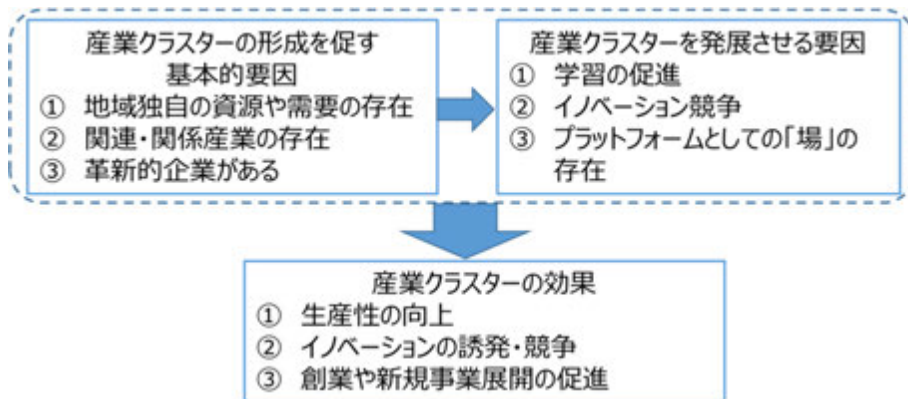 産業クラスターの形成を促す
基本的要因
① 地域独自の資源や需要の存在
② 関連・関係産業の存在
③ 革新的企業がある
産業クラスターを発展させる要因
① 学習の促進
② イノベーション競争
③ プラットフォームとしての「場」の
存在
産業クラスターの効果
① 生産性の向上
② イノベーションの誘発・競争
③ 創業や新規事業展開の促進